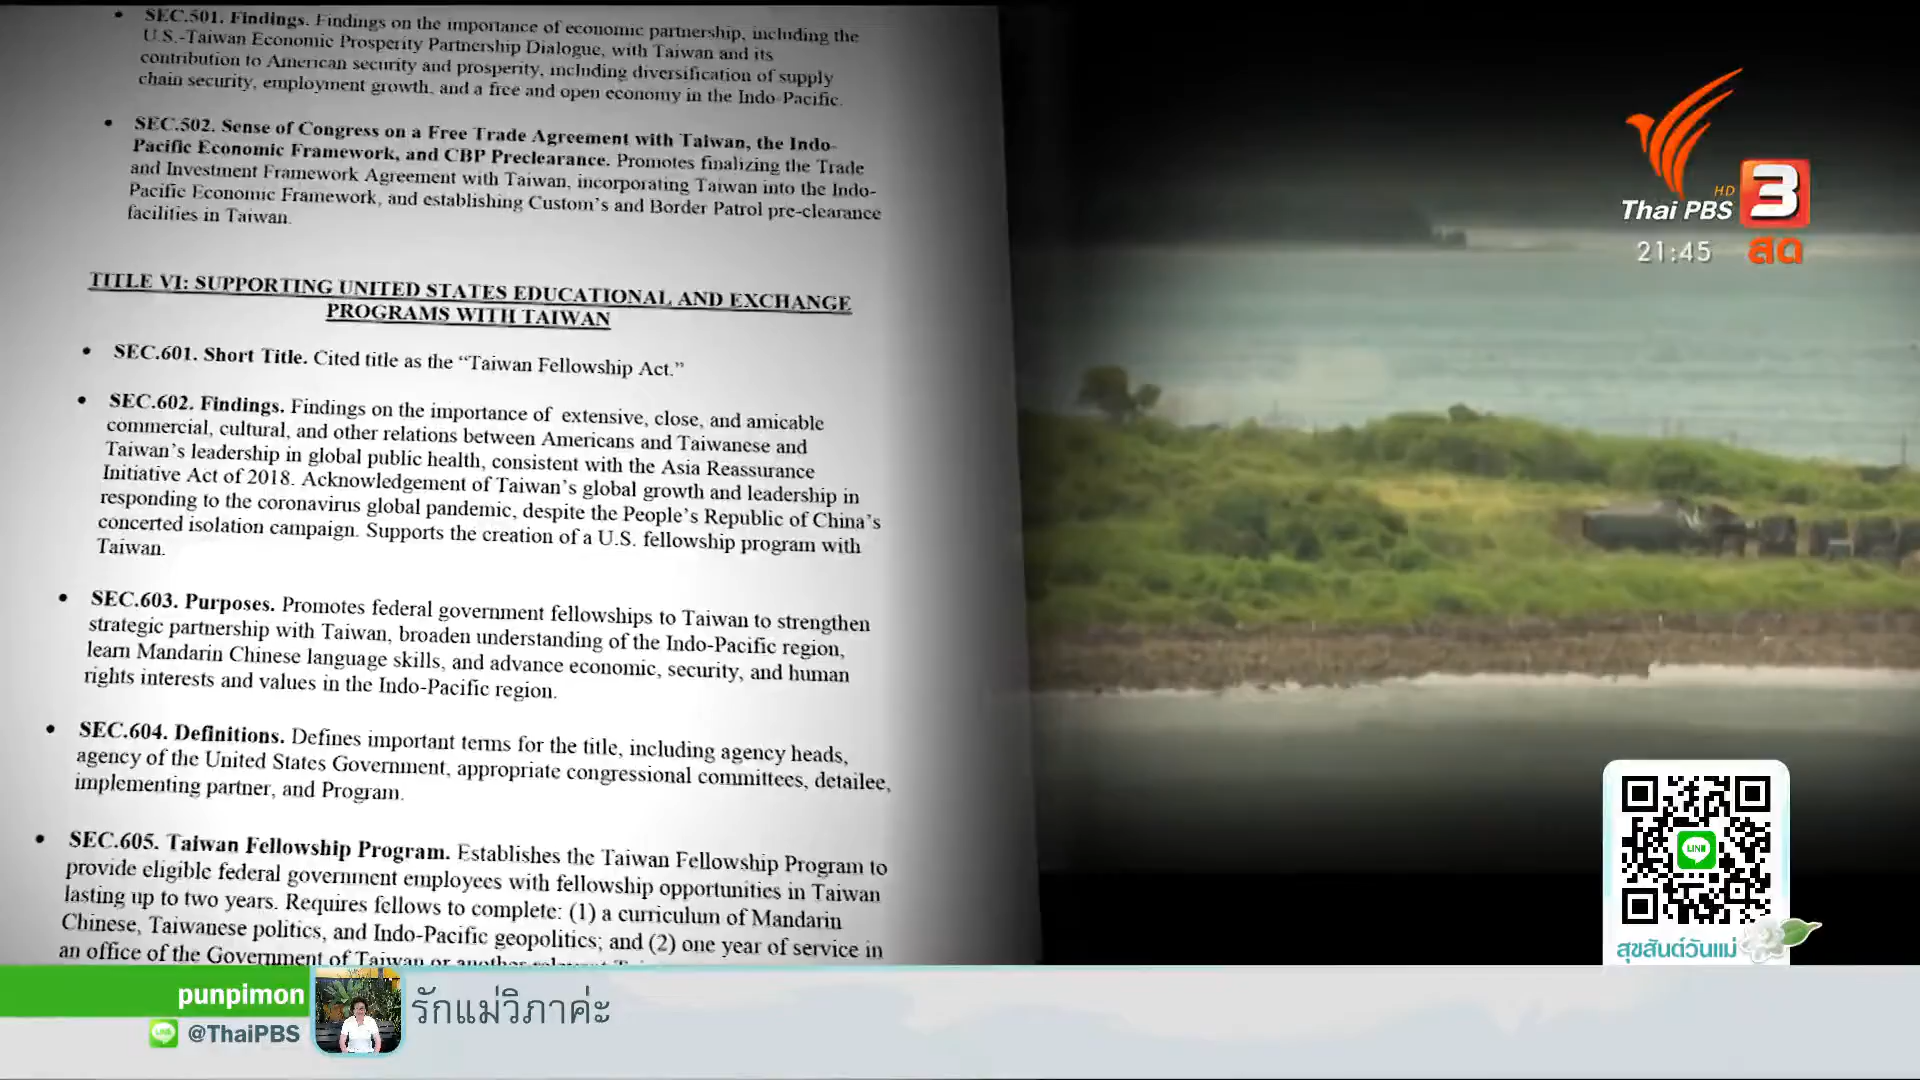 SEC.501. Findings. Findings on the importance of economic partnership, including the
U.S.-Taiwan Economic Prosperity Partnership Dialogue, with Taiwan and its
contribution to American security and prosperity, including diversification of supply
chain security, employment growth, and a free and open economy in the Indo-Pacific.
SEC.502. Sense of Congress on a Free Trade Agreement with Taiwan, the Indo-
Pacific Economic Framework, and CBP Preclearance. Promotes finalizing the Trade
and Investment Framework Agreement with Taiwan, incorporating Taiwan into the Indo-
Pacific Economic Framework, and establishing Custom's and Border Patrol pre-clearance
facilities in Taiwan.
TITLE VI: SUPPORTING UNITED STATES EDUCATIONAL AND EXCHANGE
PROGRAMS WITH TAIWAN
SEC.601. Short Title. Cited title as the “Taiwan Fellowship Act.”
SEC.602. Findings. Findings on the importance of extensive, close, and amicable
commercial, cultural, and other relations between Americans and Taiwanese and
Taiwan's leadership in global public health, consistent with the Asia Reassurance
Initiative Act of 2018. Acknowledgement of Taiwan's global growth and leadership in
responding to the coronavirus global pandemic, despite the People's Republic of China's
concerted isolation campaign. Supports the creation of a U.S. fellowship program with
Taiwan.
SEC.603. Purposes. Promotes federal government fellowships to Taiwan to strengthen
strategic partnership with Taiwan, broaden understanding of the Indo-Pacific region,
learn Mandarin Chinese language skills, and advance economic, security, and human
rights interests and values in the Indo-Pacific region.
SEC.604. Definitions. Defines important terms for the title, including agency heads,
agency of the United States Government, appropriate congressional committees, detailee,
implementing partner, and Program.
SEC.605. Taiwan Fellowship Program. Establishes the Taiwan Fellowship Program to
provide eligible federal government employees with fellowship opportunities in Taiwan
lasting up to two years. Requires fellows to complete: (1) a curriculum of Mandarin
Chinese, Taiwanese politics, and Indo-Pacific geopolitics; and (2) one year of service in
an office of the Government of Taiwan or another
HD
Thai PBS 3
21:45 สด
LINE
สุขสันต์วันแม่
punpimon
LINE @ThaiPBS
รักแม่วิภาค่ะ